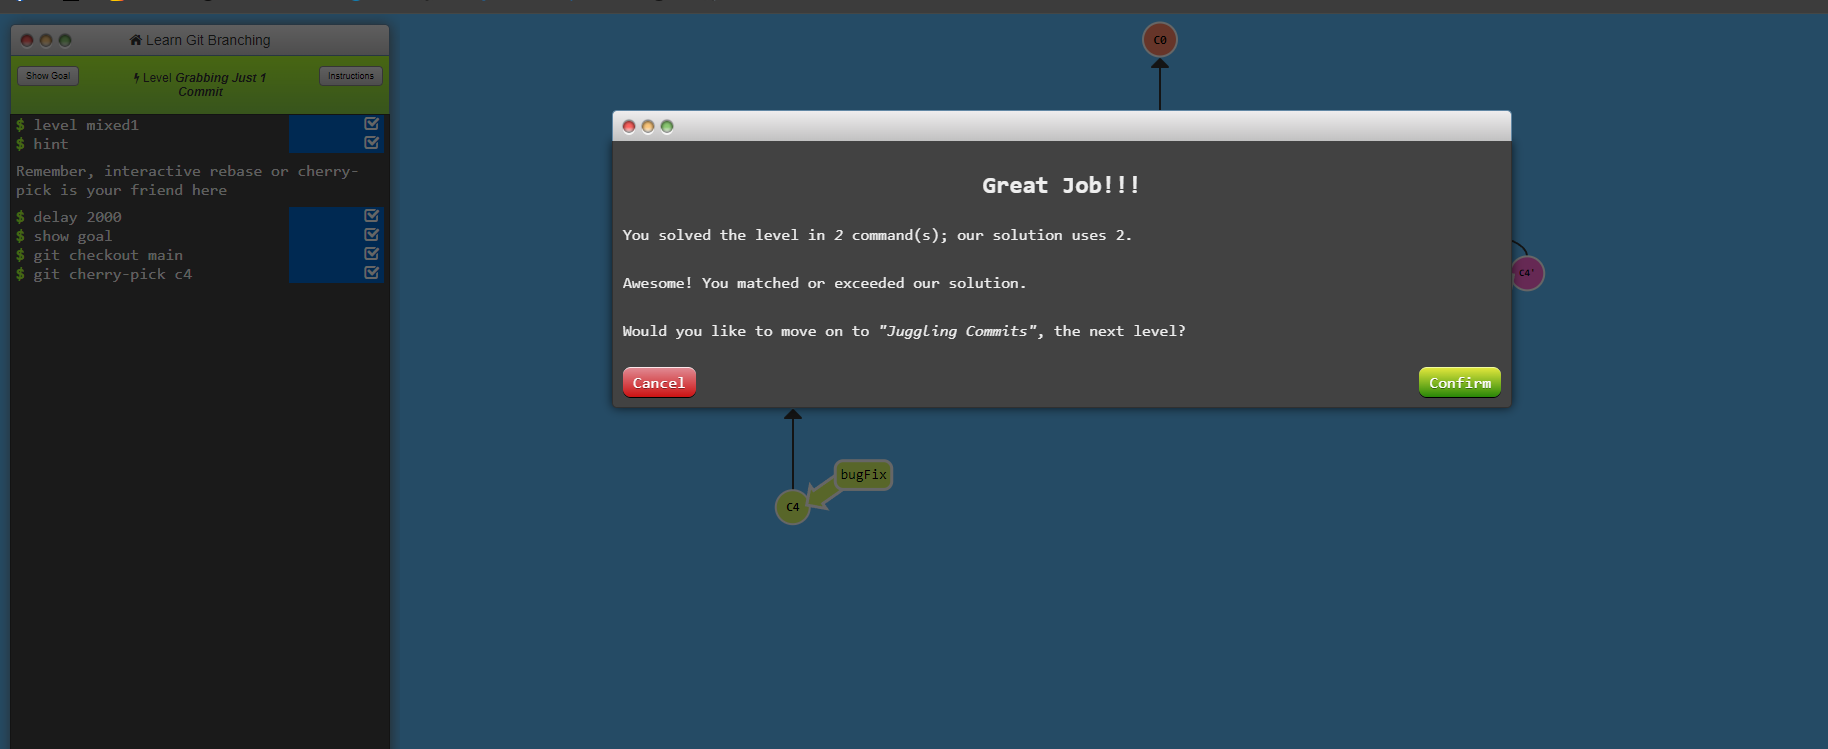 Learn Git Branching
Show Goal
Level Grabbing Just 1
Commit
Instructions
$ level mixed1
$ hint
Remember, interactive rebase or cherry-
pick is your friend here
$ delay 2000
$ show goal
$ git checkout main
$ git cherry-pick c4
C0
Great Job!!!
You solved the level in 2 command(s); our solution uses 2.
Awesome! You matched or exceeded our solution.
Would you like to move on to "Juggling Commits", the next level?
Cancel
Confirm
C4'
bugFix
C4